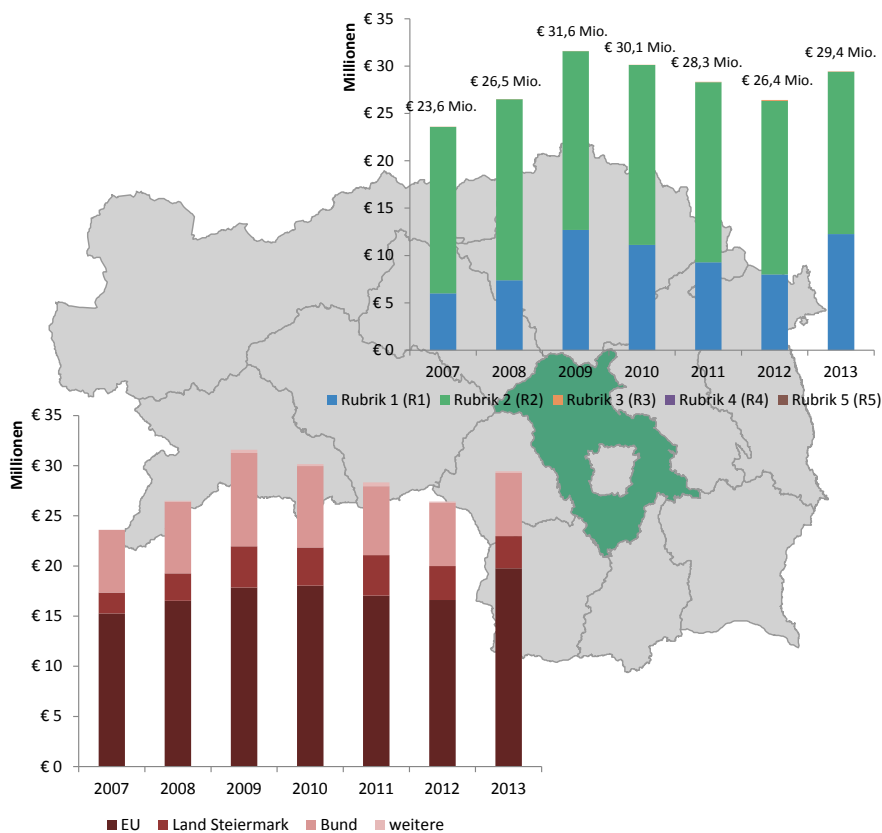 Millionen
€ 35
€ 30
€ 25
€ 20
€ 15
€ 10
€ 5
€ 0
€ 23,6 Mio.
€ 26,5 Mio.
€ 31,6 Mio.
€ 30,1 Mio.
€ 28,3 Mio.
€ 26,4 Mio.
€ 29,4 Mio.
2007 2008 2009 2010 2011 2012 2013
Rubrik 1 (R1) Rubrik 2 (R2) Rubrik 3 (R3) Rubrik 4 (R4) Rubrik 5 (R5)
Millionen
€ 35
€ 30
€ 25
€ 20
€ 15
€ 10
€ 5
€ 0
2007 2008 2009 2010 2011 2012 2013
EU Land Steiermark Bund weitere